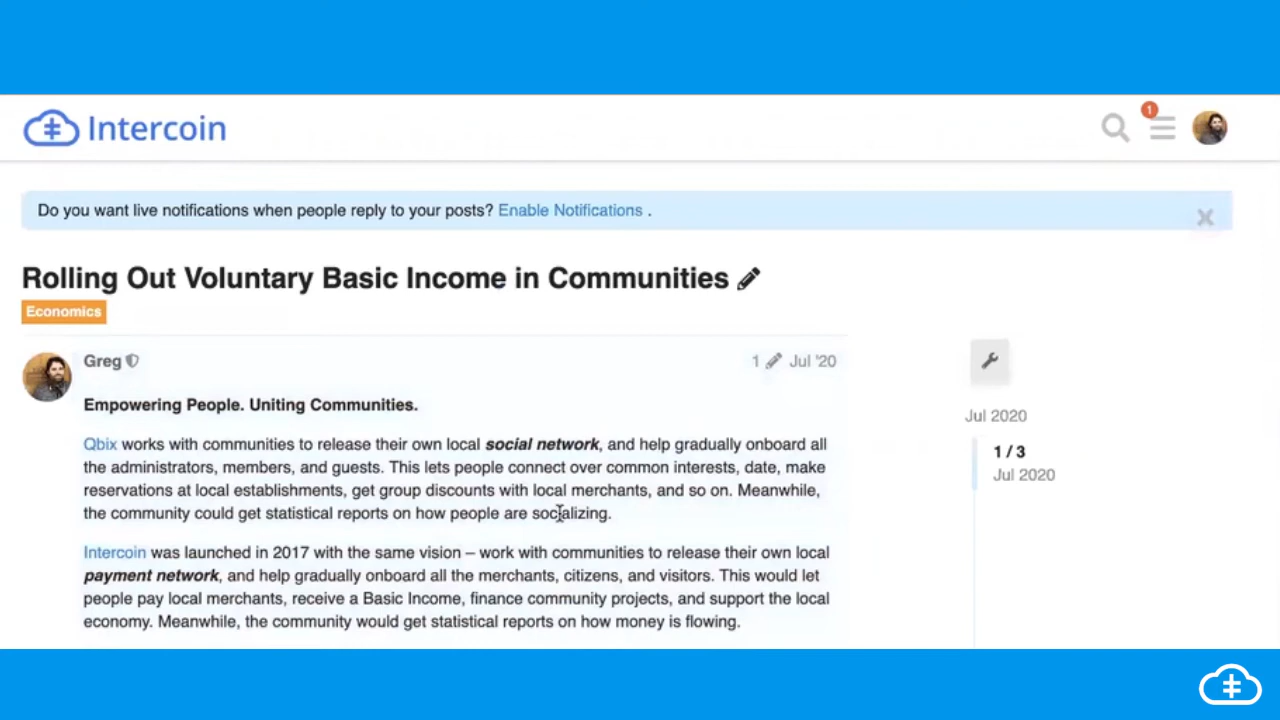 Intercoin
1
Do you want live notifications when people reply to your posts? Enable Notifications .
Rolling Out Voluntary Basic Income in Communities
Economics
Greg
1 Jul '20
Empowering People. Uniting Communities.
Qbix works with communities to release their own local social network, and help gradually onboard all
the administrators, members, and guests. This lets people connect over common interests, date, make
reservations at local establishments, get group discounts with local merchants, and so on. Meanwhile,
the community could get statistical reports on how people are socializing.
Intercoin was launched in 2017 with the same vision – work with communities to release their own local
payment network, and help gradually onboard all the merchants, citizens, and visitors. This would let
people pay local merchants, receive a Basic Income, finance community projects, and support the local
economy. Meanwhile, the community would get statistical reports on how money is flowing.
Jul 2020
1 / 3
Jul 2020